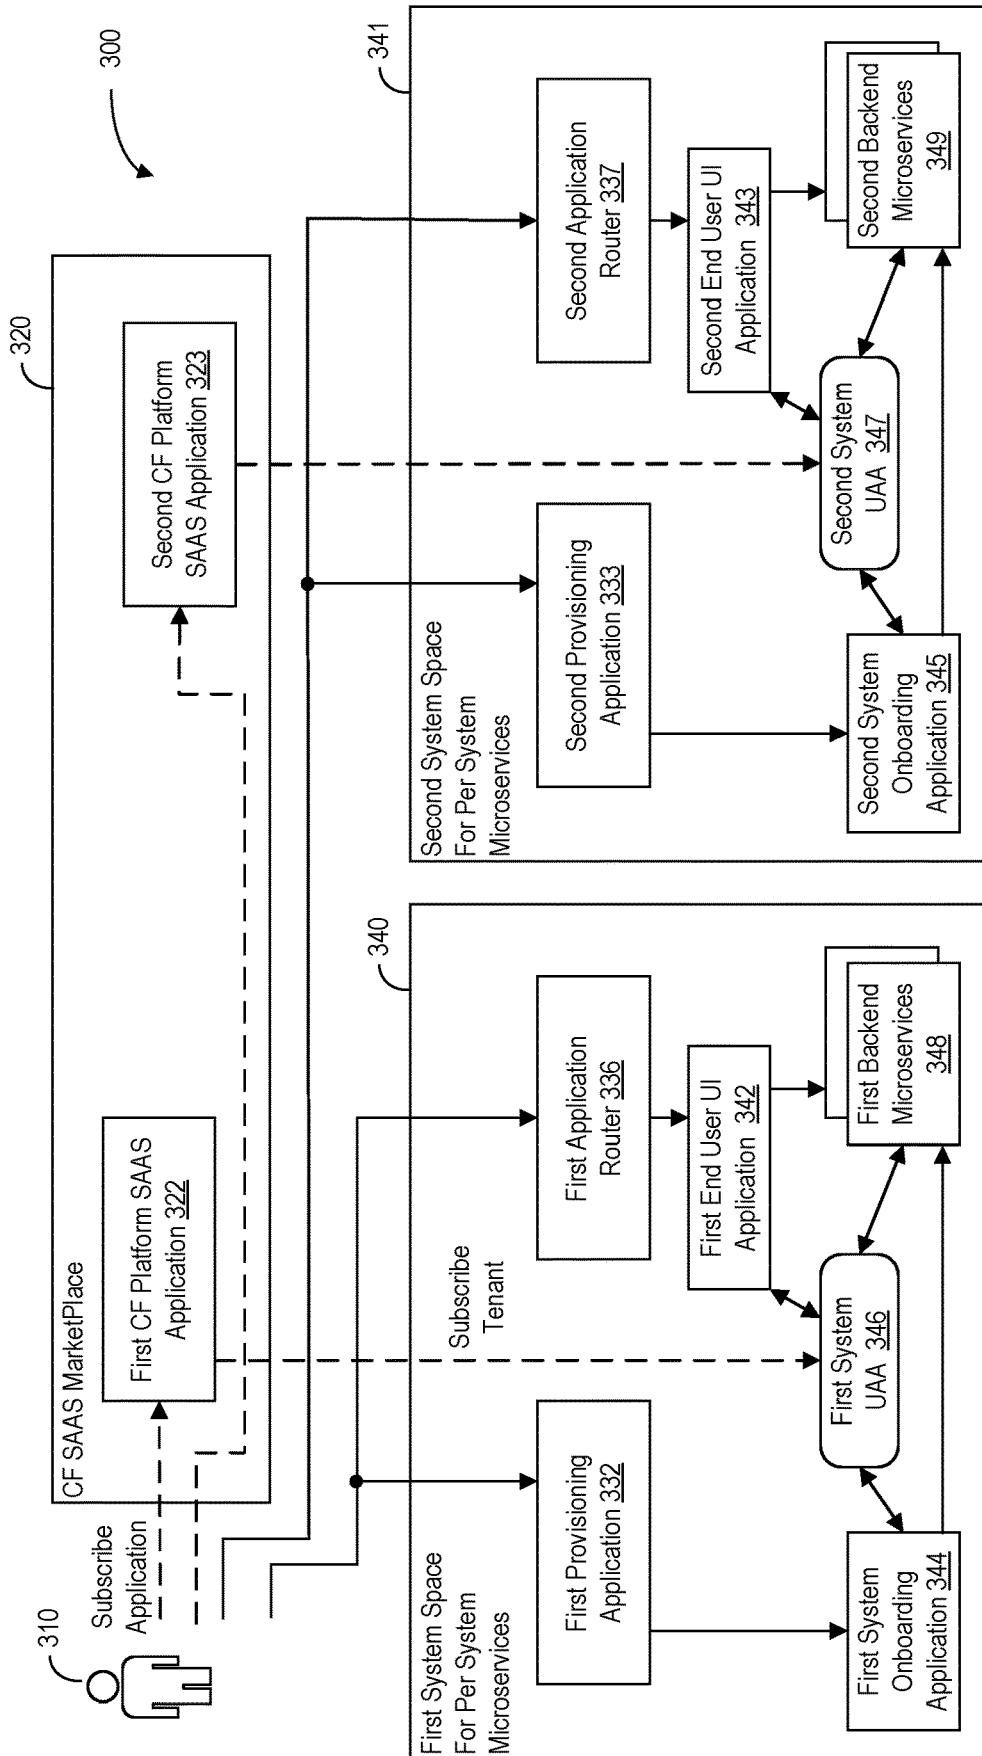 300
310
Subscribe
Application
320
CF SAAS MarketPlace
First CF Platform SAAS
Application 322
Second CF Platform
SAAS Application 323
340
First System Space
For Per System
Microservices
First Provisioning
Application 332
Subscribe
Tenant
First Application
Router 336
First End User UI
Application 342
First System
UAA 346
First System
Onboarding
Application 344
First Backend
Microservices
348
341
Second System Space
For Per System
Microservices
Second Provisioning
Application 333
Second Application
Router 337
Second End User UI
Application 343
Second System
UAA 347
Second System
Onboarding
Application 345
Second Backend
Microservices
349